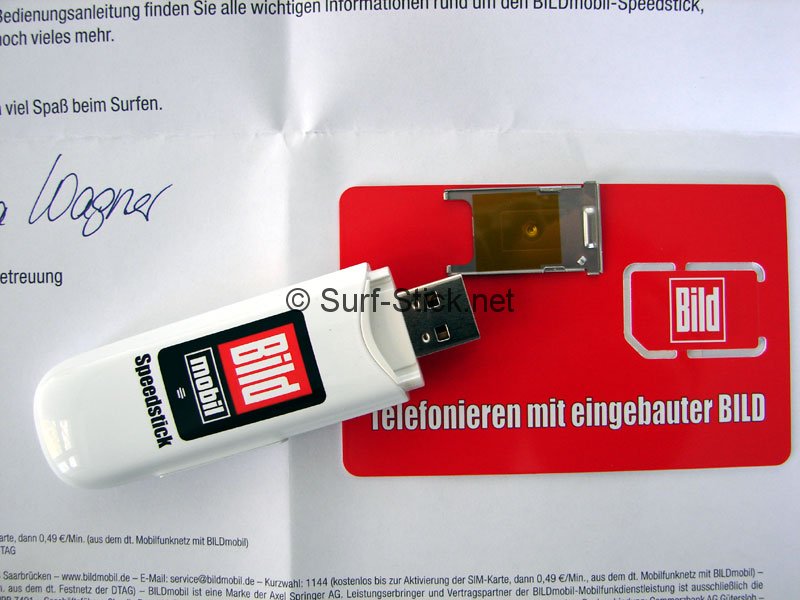 Bedienungsanleitung finden Sie alle wichtigen Informationen rund um den BILDmobil-Speedstick,
noch vieles mehr.
viel Spaß beim Surfen.
Wagner
etreuung
© Surf-Stick.net
Bild
Bild
mobil
Speedstick
Telefonieren mit eingebauter BILD
arte, dann 0,49 €/Min. (aus dem dt. Mobilfunknetz mit BILDmobil)
DTAG
Saarbrücken – www.bildmobil.de – E-Mail: service@bildmobil.de – Kurzwahl: 1144 (kostenlos bis zur Aktivierung der SIM-Karte, dann 0,49 €/Min., aus dem dt. Mobilfunknetz mit BILDmobil) –
aus dem dt. Festnetz der DTAG) – BILDmobil ist eine Marke der Axel Springer AG. Leistungserbringer und Vertragspartner der BILDmobil-Mobilfunkdienstleistung ist ausschließlich die